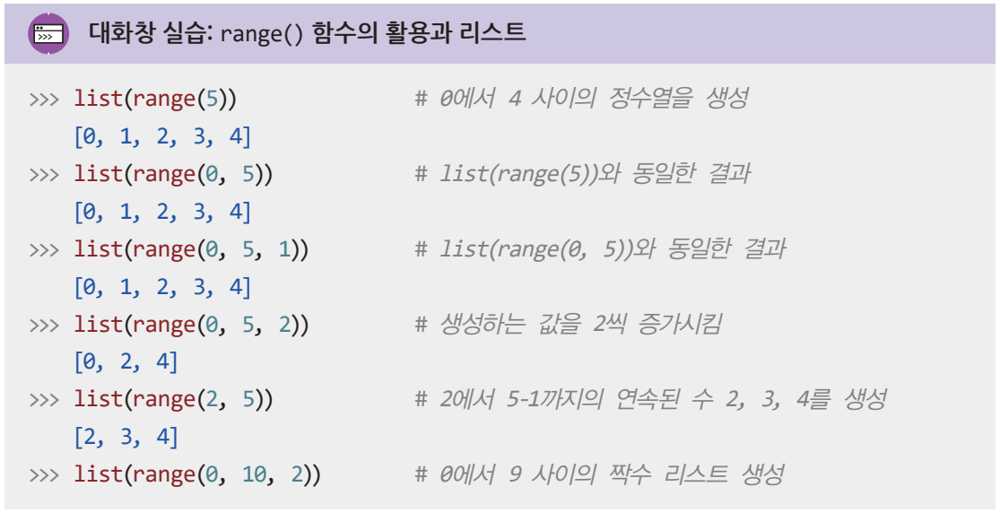 대화창 실습: range() 함수의 활용과 리스트
>>> list(range(5)) # 0에서 4 사이의 정수열을 생성
[0, 1, 2, 3, 4]
>>> list(range(0, 5)) # list(range(5))와 동일한 결과
[0, 1, 2, 3, 4]
>>> list(range(0, 5, 1)) # list(range(0, 5))와 동일한 결과
[0, 1, 2, 3, 4]
>>> list(range(0, 5, 2)) # 생성하는 값을 2씩 증가시킴
[0, 2, 4]
>>> list(range(2, 5)) # 2에서 5-1까지의 연속된 수 2, 3, 4를 생성
[2, 3, 4]
>>> list(range(0, 10, 2)) # 0에서 9 사이의 짝수 리스트 생성